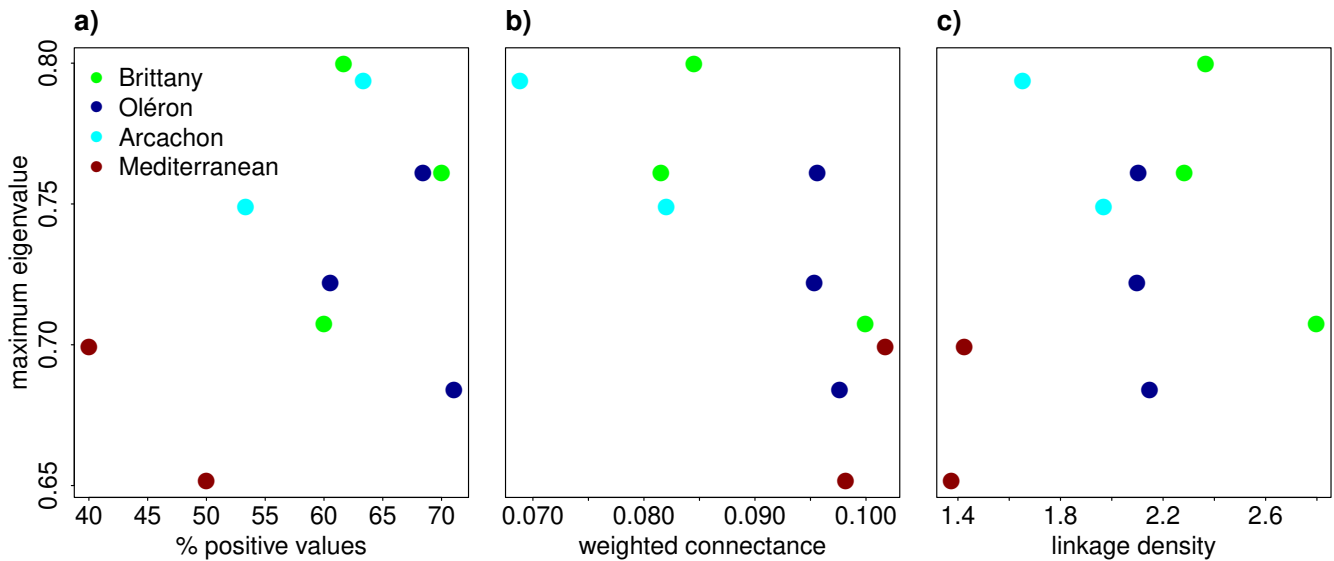 a)
b)
c)
maximum eigenvalue
0.80
0.75
0.70
0.65
Brittany
Oléron
Arcachon
Mediterranean
40 45 50 55 60 65 70
% positive values
0.070 0.080 0.090 0.100
weighted connectance
1.4 1.8 2.2 2.6
linkage density